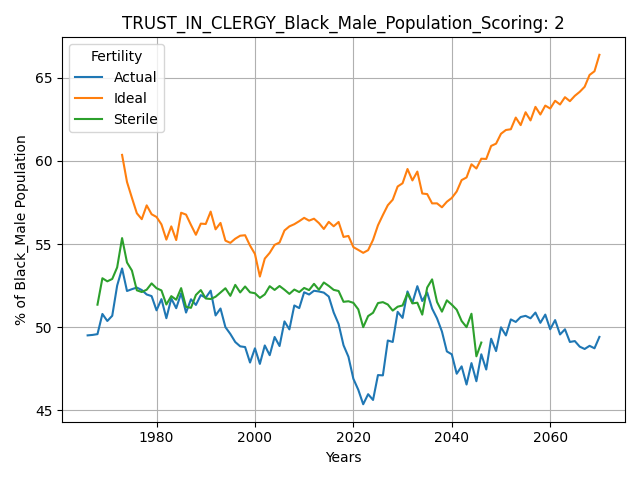 TRUST_IN_CLERGY_Black_Male_Population_Scoring: 2
Fertility
Actual
Ideal
Sterile
% of Black_Male Population
65
60
55
50
45
1980 2000 2020 2040 2060
Years